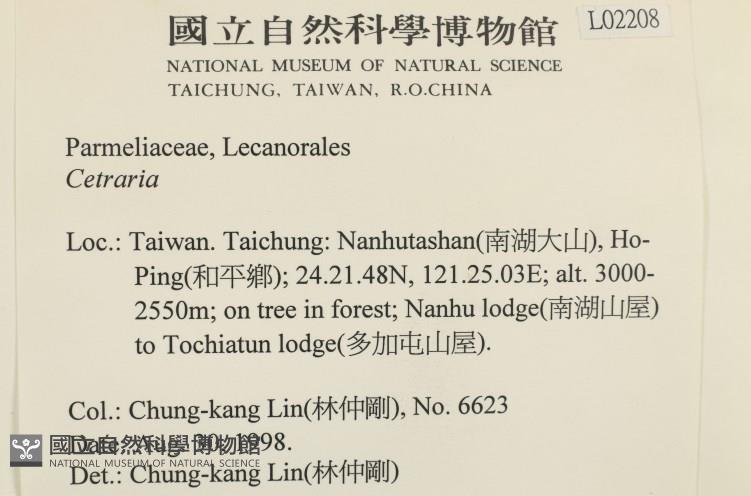 國立自然科學博物館
L02208
NATIONAL MUSEUM OF NATURAL SCIENCE
TAICHUNG, TAIWAN, R.O.CHINA
Parmeliaceae, Lecanorales
Cetraria
Loc.: Taiwan. Taichung: Nanhutashan(南湖大山), Ho-
Ping(和平鄉); 24.21.48N, 121.25.03E; alt. 3000-
2550m; on tree in forest; Nanhu lodge(南湖山屋)
to Tochiatun lodge(多加屯山屋).
Col.: Chung-kang Lin(林仲剛), No. 6623
Date: Aug. 30, 1998.
國立自然科學博物館
NATIONAL MUSEUM OF NATURAL SCIENCE
Det.: Chung-kang Lin(林仲剛)